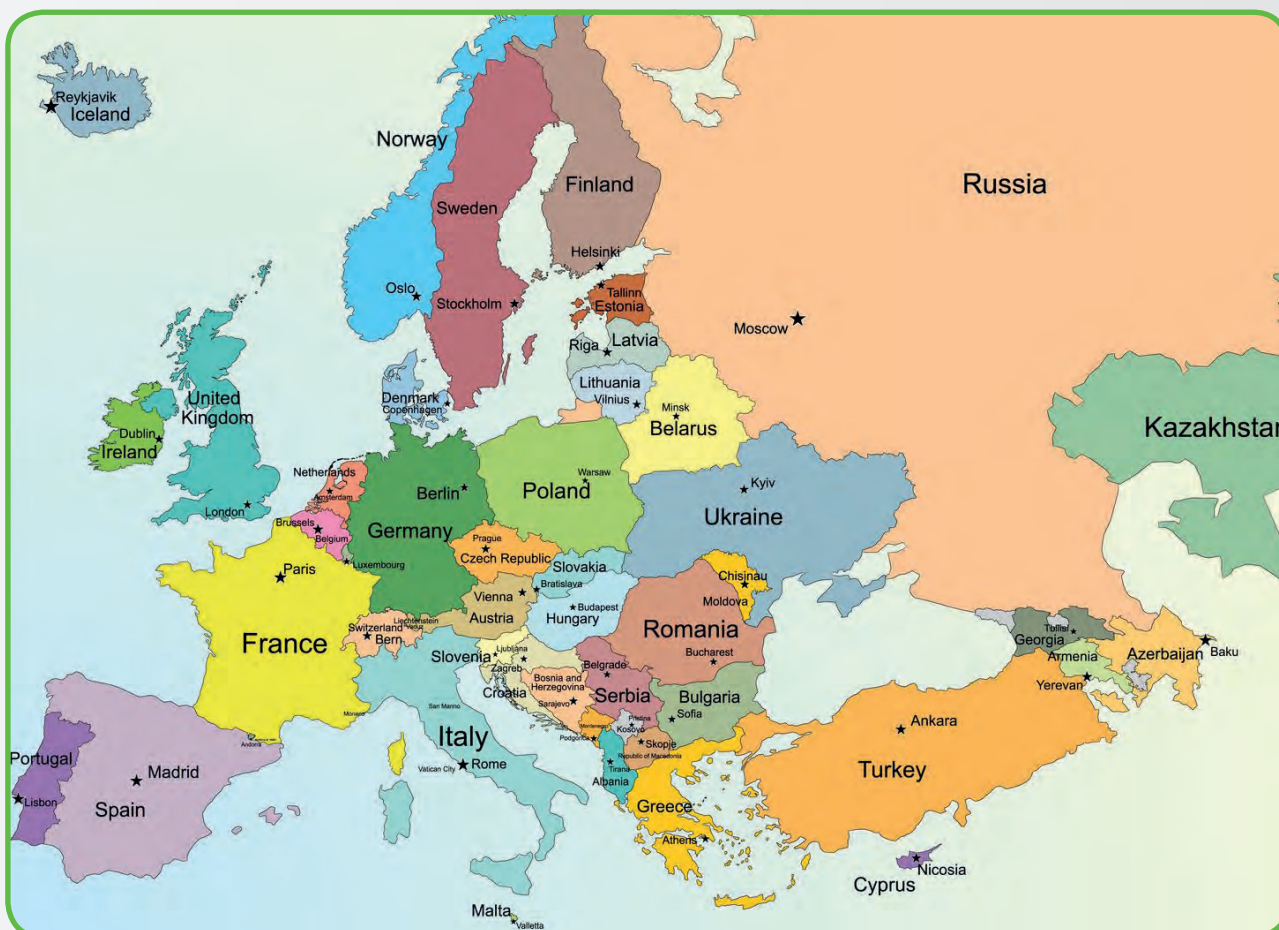 Reykjavik
Iceland
Norway
Sweden
Finland
Russia
Helsinki
Oslo
Stockholm
Tallinn
Estonia
Moscow
Riga
Latvia
Lithuania
Vilnius
Denmark
Copenhagen
Minsk
Belarus
United
Kingdom
Dublin
Ireland
London
Kazakhstan
Netherlands
Amsterdam
Berlin
Germany
Warsaw
Poland
Kyiv
Ukraine
Brussels
Belgium
Luxembourg
Prague
Czech Republic
Slovakia
Bratislava
Paris
France
Vienna
Austria
Budapest
Hungary
Chisinau
Moldova
Liechtenstein
Vaduz
Switzerland
Bern
Romania
Bucharest
Slovenia
Ljubljana
Zagreb
Croatia
Bosnia and
Herzegovina
Sarajevo
Belgrade
Serbia
Bulgaria
Sofia
Tbilisi
Georgia
Armenia
Yerevan
Azerbaijan
Baku
Monaco
San Marino
Italy
Rome
Vatican City
Montenegro
Podgorica
Pristina
Kosovo
Skopje
Republic of Macedonia
Tirana
Albania
Greece
Athens
Ankara
Turkey
Andorra
Portugal
Lisbon
Madrid
Spain
Nicosia
Cyprus
Malta
Valletta